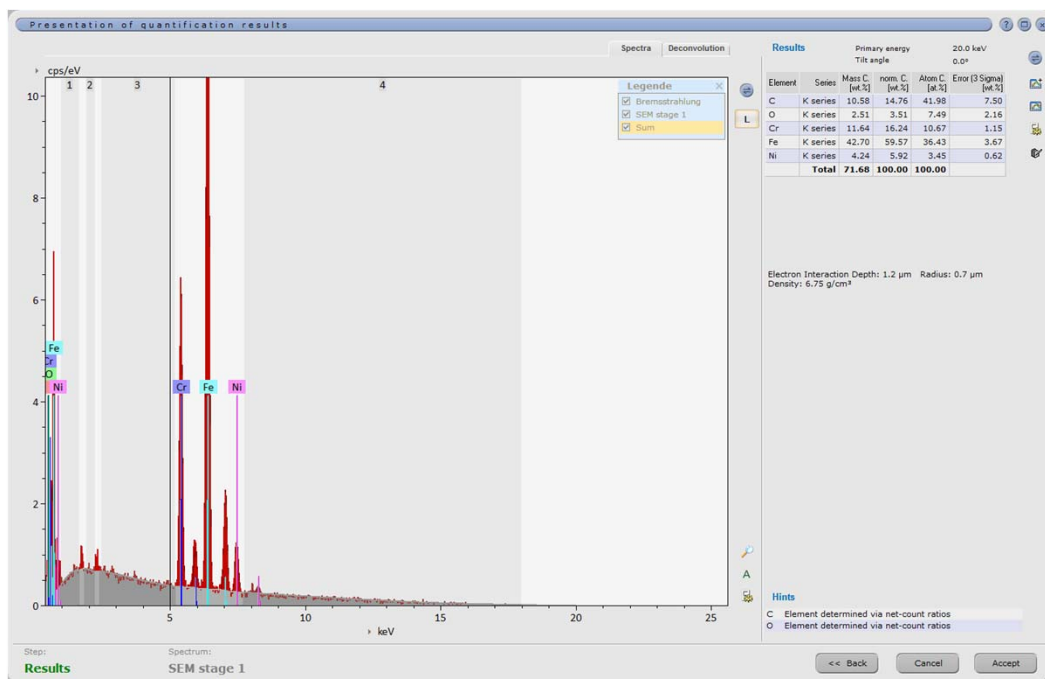 Presentation of quantification results
Spectra Deconvolution
cps/eV
1 2 3 4
Legende
Bremsstrahlung
SEM stage 1
Sum
L
10
8
6
4
2
0
Fe
Cr
O
Ni
Cr Fe Ni
5 10 15 20 25
keV
A
Results Primary energy 20.0 keV
Tilt angle 0.0°
Element Series Mass C. [wt.%] norm. C. [wt.%] Atom C. [at.%] Error (3 Sigma) [wt.%]
C K series 10.58 14.76 41.98 7.50
O K series 2.51 3.51 7.49 2.16
Cr K series 11.64 16.24 10.67 1.15
Fe K series 42.70 59.57 36.43 3.67
Ni K series 4.24 5.92 3.45 0.62
Total 71.68 100.00 100.00
Electron Interaction Depth: 1.2 µm Radius: 0.7 µm
Density: 6.75 g/cm³
Hints
C Element determined via net-count ratios
O Element determined via net-count ratios
Step: Spectrum:
Results SEM stage 1
<< Back Cancel Accept